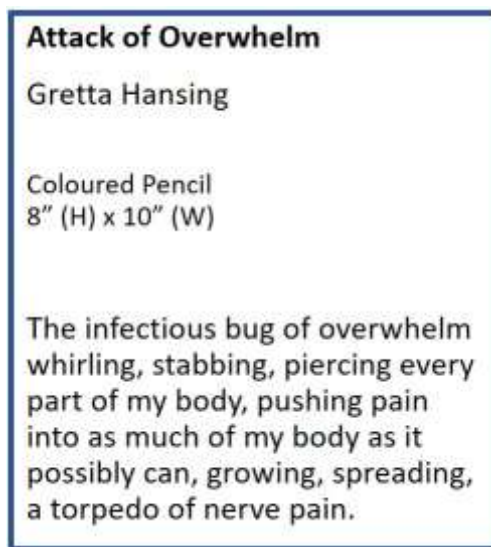 Attack of Overwhelm
Gretta Hansing
Coloured Pencil
8” (H) x 10” (W)
The infectious bug of overwhelm
whirling, stabbing, piercing every
part of my body, pushing pain
into as much of my body as it
possibly can, growing, spreading,
a torpedo of nerve pain.